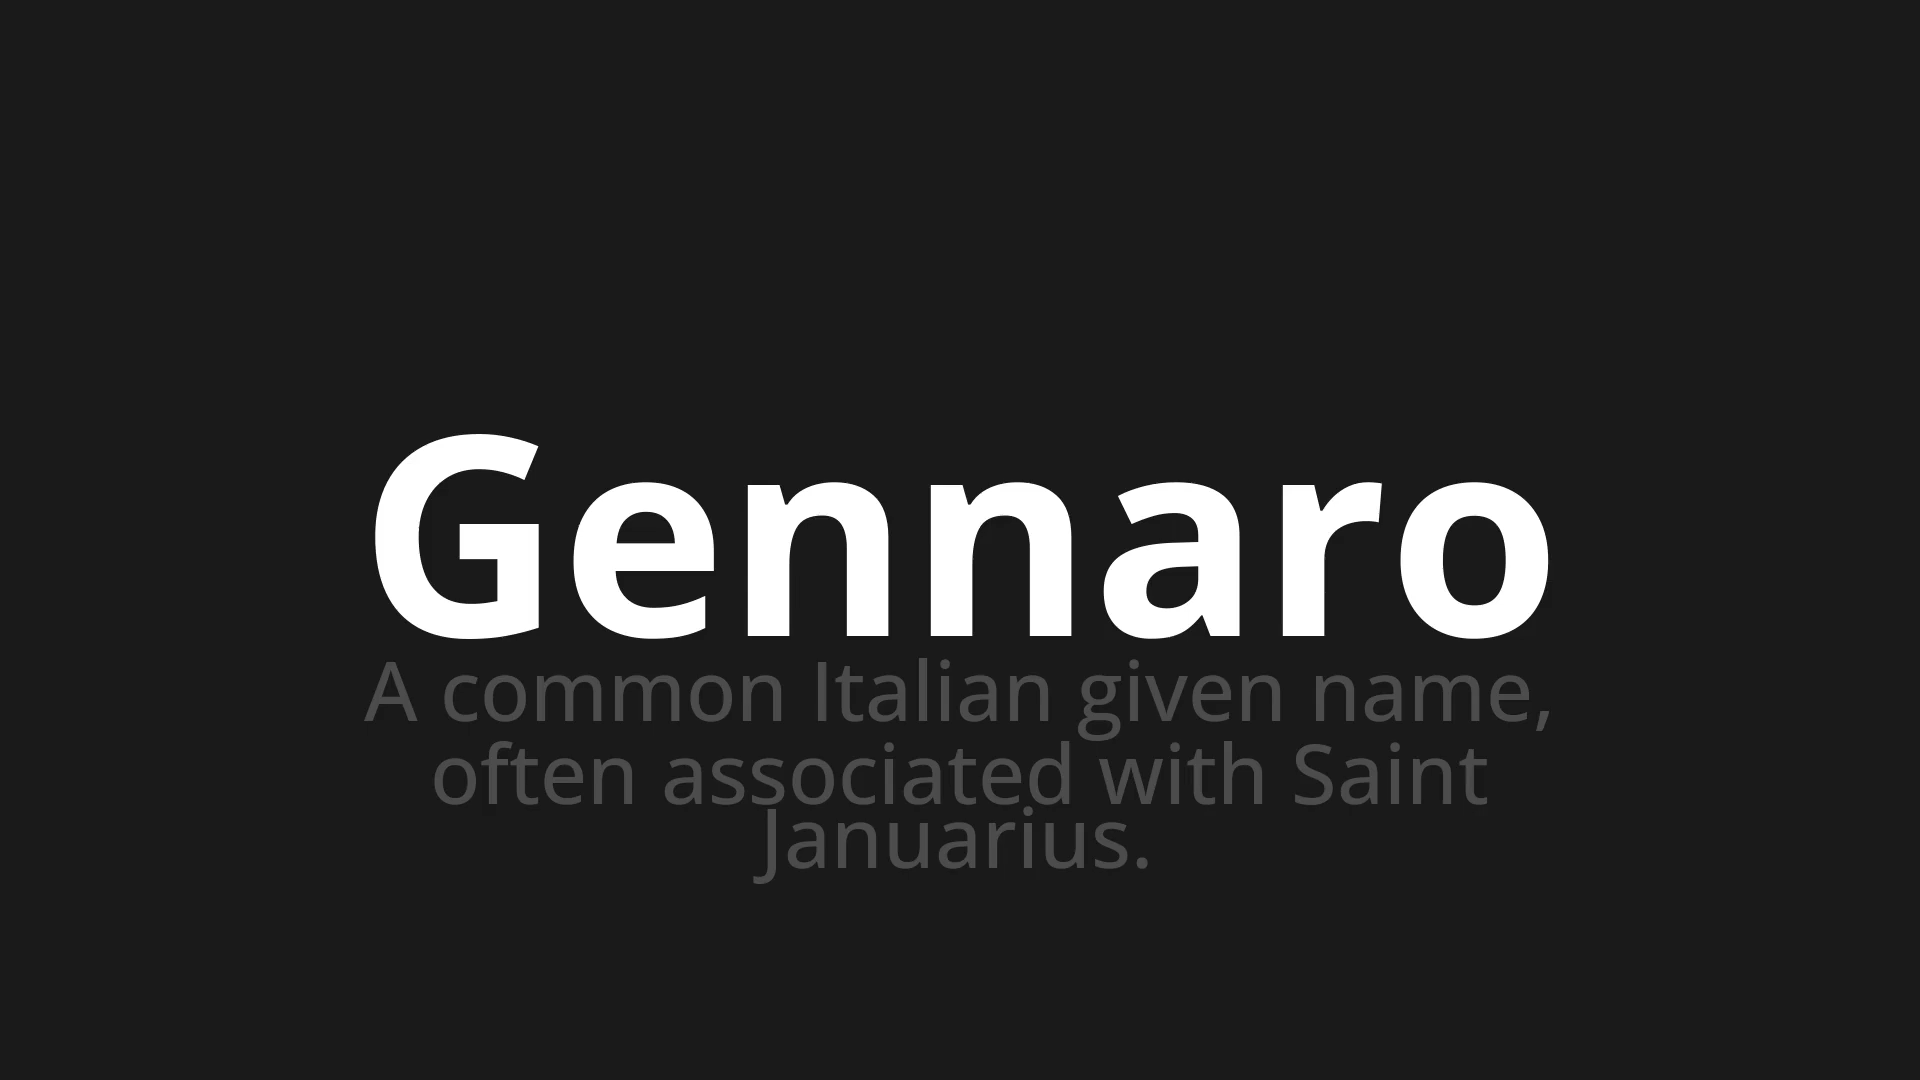 Gennaro
A common Italian given name,
often associated with Saint
Januarius.